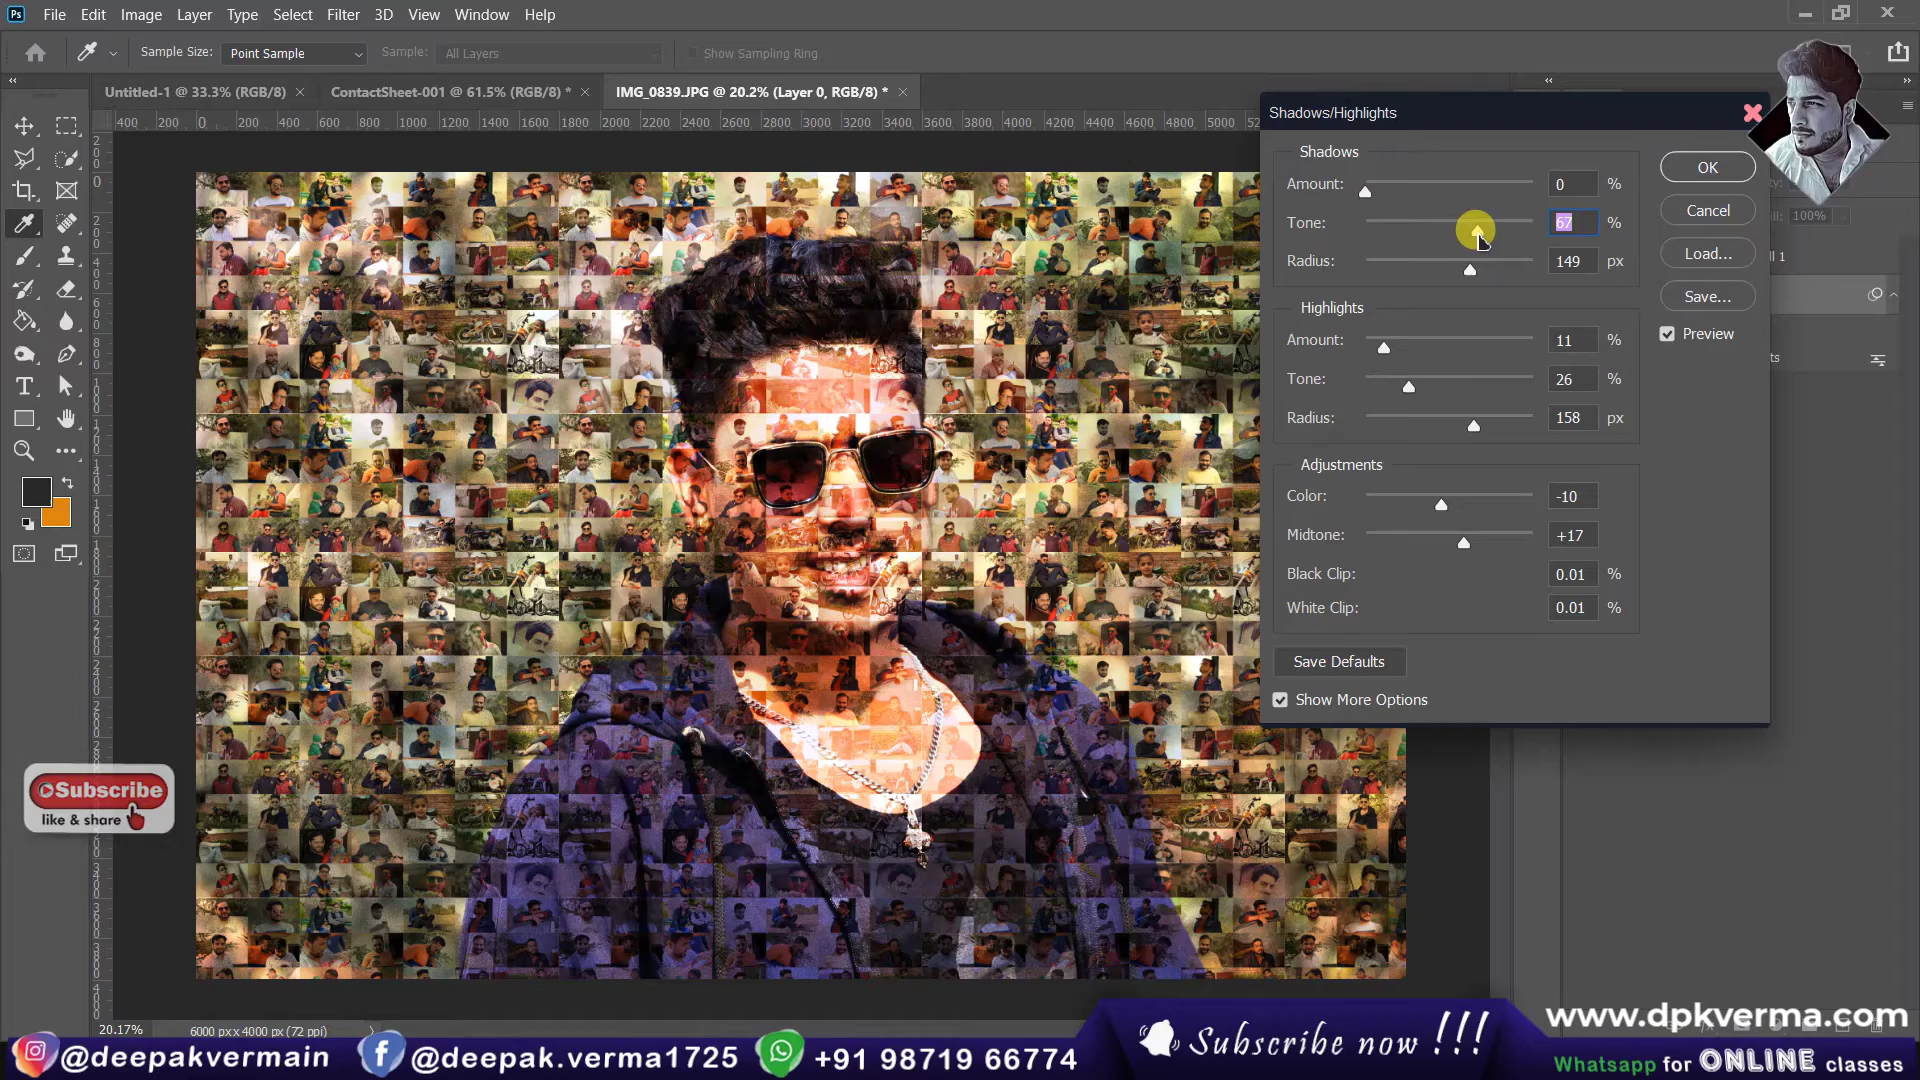 Ps File Edit Image Layer Type Select Filter 3D View Window Help
Sample Size: Point Sample Sample: All Layers Show Sampling Ring
Untitled-1 @ 33.3% (RGB/8) ContactSheet-001 @ 61.5% (RGB/8) * IMG_0839.JPG @ 20.2% (Layer 0, RGB/8) *
400 200 0 200 400 600 800 1000 1200 1400 1600 1800 2000 2200 2400 2600 2800 3000 3200 3400 3600 3800 4000 4200 4400 4600 4800 5000
Shadows/Highlights
Shadows
Amount: 0 %
Tone: 67 %
Radius: 149 px
Highlights
Amount: 11 %
Tone: 26 %
Radius: 158 px
Adjustments
Color: -10
Midtone: +17
Black Clip: 0.01 %
White Clip: 0.01 %
Save Defaults
Show More Options
OK
Cancel
Load...
Save...
Preview
100%
Subscribe
like & share
20.17% 6000 px x 4000 px (72 ppi)
@deepakvermain @deepak.verma1725 +91 98719 66774
Subscribe now !!!
www.dpkverma.com
Whatsapp for ONLINE classes